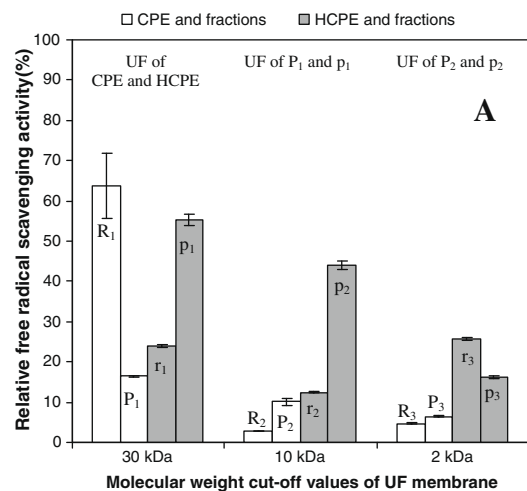 CPE and fractions HCPE and fractions
Relative free radical scavenging activity(%)
100
90
80
70
60
50
40
30
20
10
0
UF of
CPE and HCPE
UF of P₁ and p₁
UF of P₂ and p₂
A
R₁
P₁
r₁
p₁
R₂
P₂
r₂
p₂
R₃
P₃
r₃
p₃
30 kDa 10 kDa 2 kDa
Molecular weight cut-off values of UF membrane